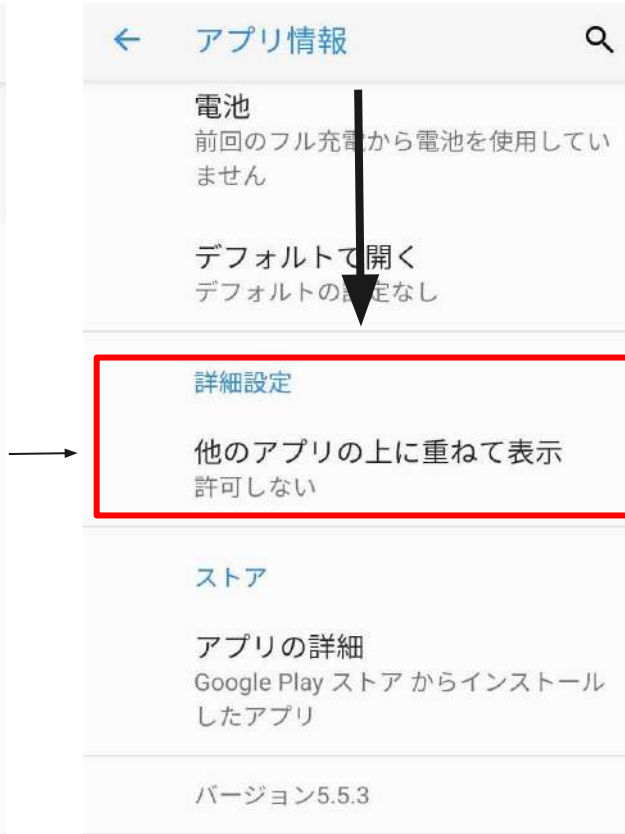 アプリ情報
電池
前回のフル充電から電池を使用してい
ません
デフォルトで開く
デフォルトの設定なし
詳細設定
他のアプリの上に重ねて表示
許可しない
ストア
アプリの詳細
Google Play ストア からインストール
したアプリ
バージョン5.5.3